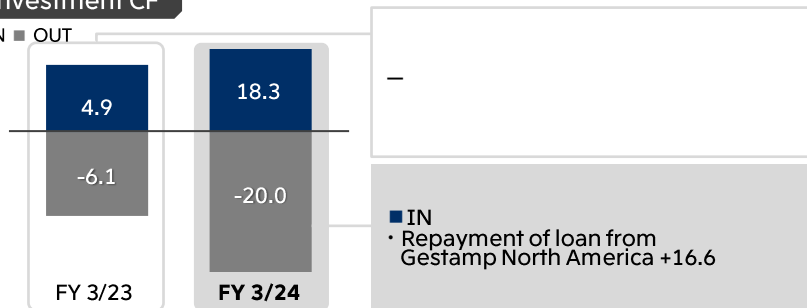 nvestment CF
N ■ OUT
4.9
18.3
-6.1
-20.0
FY 3/23
FY 3/24
–
■IN
・Repayment of loan from
Gestamp North America +16.6